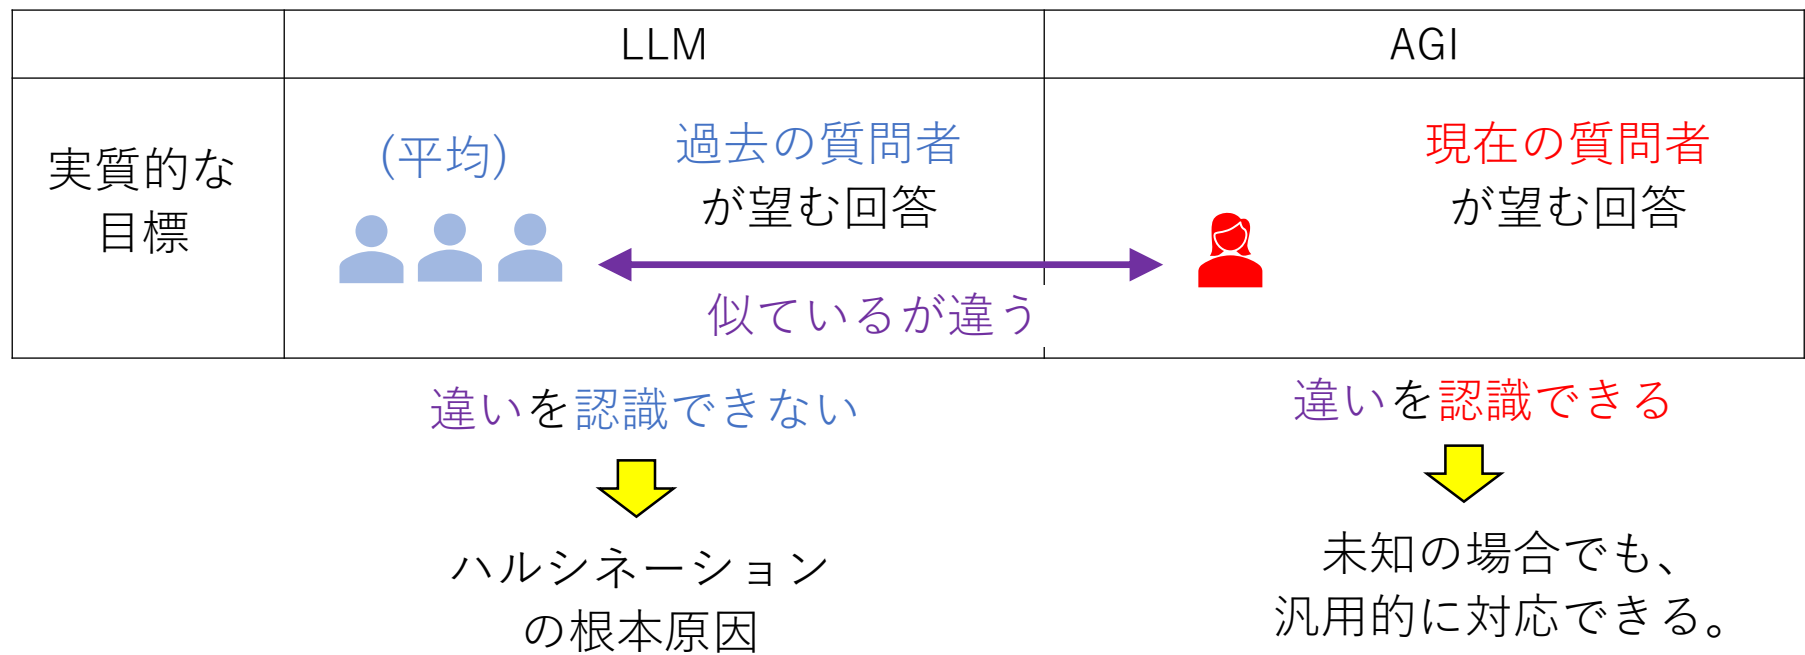 LLM
AGI
実質的な
目標
(平均)
過去の質問者
が望む回答
現在の質問者
が望む回答
似ているが違う
違いを認識できない
違いを認識できる
ハルシネーション
の根本原因
未知の場合でも、
汎用的に対応できる。